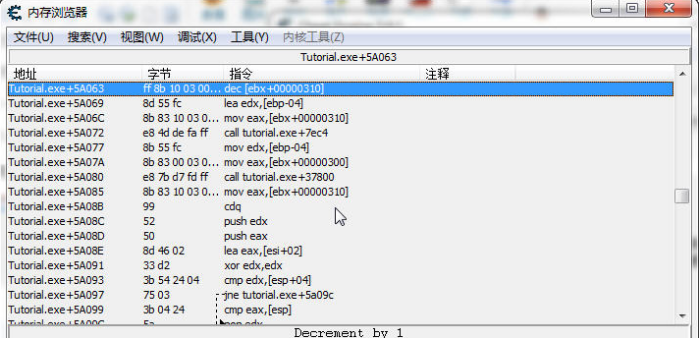 内存浏览器
文件(U) 搜索(V) 视图(W) 调试(X) 工具(Y) 内核工具(Z)
Tutorial.exe+5A063
地址 字节 指令 注释
Tutorial.exe+5A063 ff 8b 10 03 00... dec [ebx+00000310]
Tutorial.exe+5A069 8d 55 fc lea edx,[ebp-04]
Tutorial.exe+5A06C 8b 83 10 03 0... mov eax,[ebx+00000310]
Tutorial.exe+5A072 e8 4d de fa ff call tutorial.exe+7ec4
Tutorial.exe+5A077 8b 55 fc mov edx,[ebp-04]
Tutorial.exe+5A07A 8b 83 00 03 0... mov eax,[ebx+00000300]
Tutorial.exe+5A080 e8 7b d7 fd ff call tutorial.exe+37800
Tutorial.exe+5A085 8b 83 10 03 0... mov eax,[ebx+00000310]
Tutorial.exe+5A08B 99 cdq
Tutorial.exe+5A08C 52 push edx
Tutorial.exe+5A08D 50 push eax
Tutorial.exe+5A08E 8d 46 02 lea eax,[esi+02]
Tutorial.exe+5A091 33 d2 xor edx,edx
Tutorial.exe+5A093 3b 54 24 04 cmp edx,[esp+04]
Tutorial.exe+5A097 75 03 jne tutorial.exe+5a09c
Tutorial.exe+5A099 3b 04 24 cmp eax,[esp]
Tutorial.exe+5A09C 5a pop edx
Decrement by 1